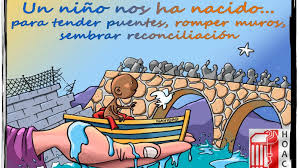 Un niño nos ha nacido...
para tender puentes, romper muros,
sembrar reconciliación
HOAC